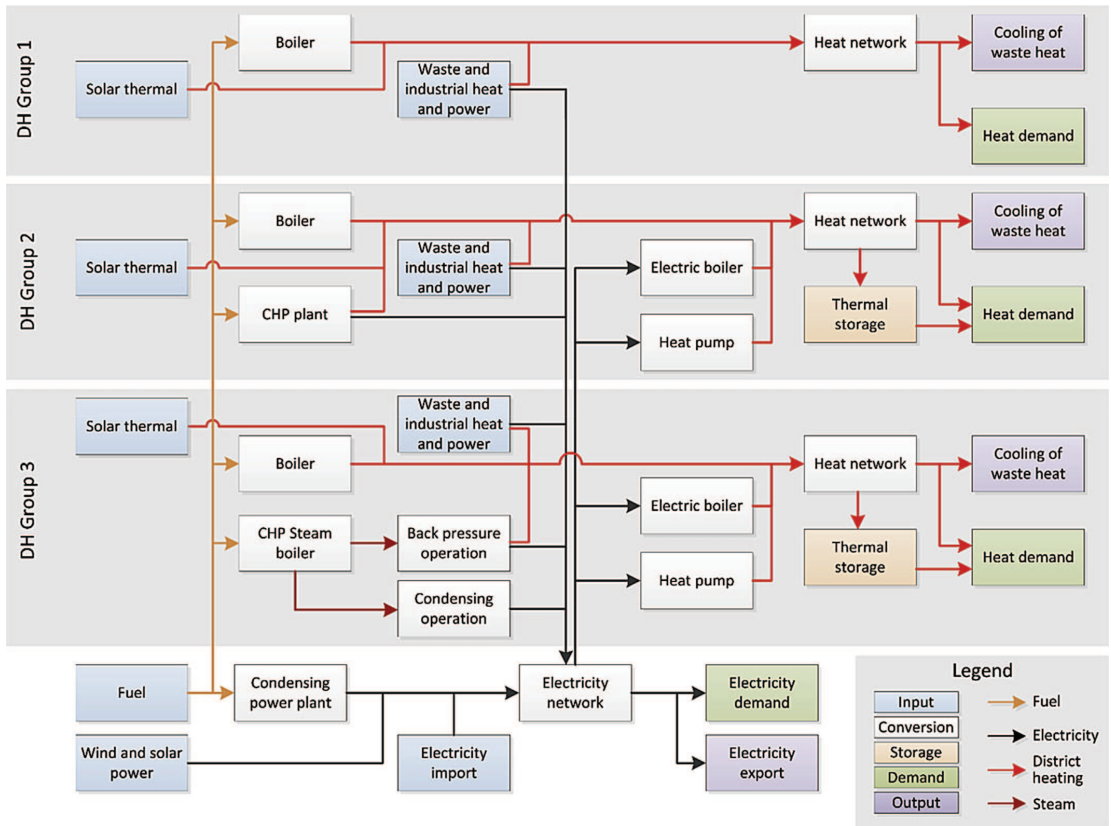 DH Group 1
Boiler
Solar thermal
Waste and
industrial heat
and power
Heat network
Cooling of
waste heat
Heat demand
DH Group 2
Boiler
Solar thermal
Waste and
industrial heat
and power
CHP plant
Electric boiler
Heat pump
Heat network
Cooling of
waste heat
Thermal
storage
Heat demand
DH Group 3
Solar thermal
Waste and
industrial heat
and power
Boiler
CHP Steam
boiler
Back pressure
operation
Condensing
operation
Electric boiler
Heat pump
Heat network
Cooling of
waste heat
Thermal
storage
Heat demand
Fuel
Condensing
power plant
Electricity
network
Electricity
demand
Wind and solar
power
Electricity
import
Electricity
export
Legend
Input
Conversion
Storage
Demand
Output
Fuel
Electricity
District
heating
Steam